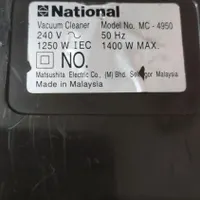 National
Vacuum Cleaner Model No. MC - 4950
240 V ~ 50 Hz
1250 W IEC 1400 W MAX.
NO.
Matsushita Electric Co., (M) Bhd. Selangor Malaysia
Made in Malaysia